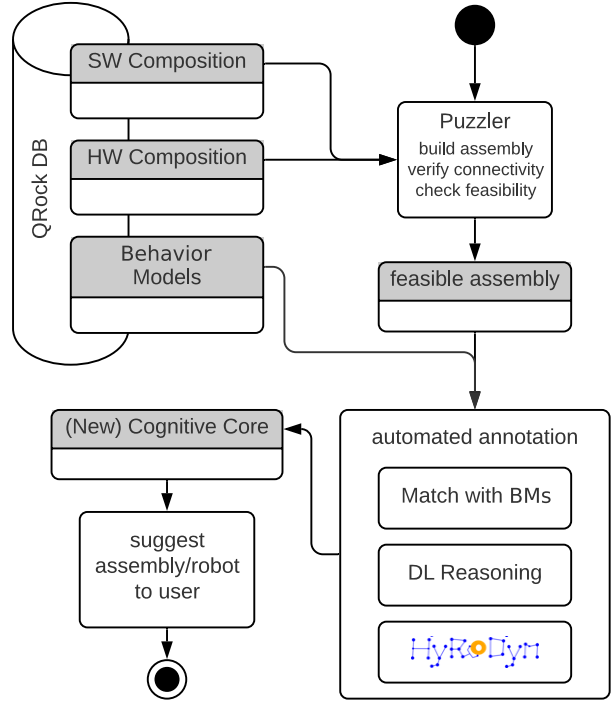 SW Composition
HW Composition
Behavior
Models
QRock DB
Puzzler
build assembly
verify connectivity
check feasibility
feasible assembly
automated annotation
Match with BMs
DL Reasoning
HyRoDyn
(New) Cognitive Core
suggest
assembly/robot
to user